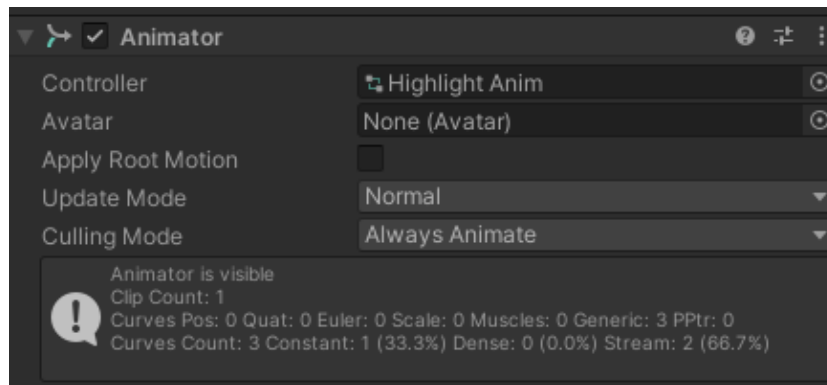 Animator
Controller Highlight Anim
Avatar None (Avatar)
Apply Root Motion
Update Mode Normal
Culling Mode Always Animate
Animator is visible
Clip Count: 1
Curves Pos: 0 Quat: 0 Euler: 0 Scale: 0 Muscles: 0 Generic: 3 PPtr: 0
Curves Count: 3 Constant: 1 (33.3%) Dense: 0 (0.0%) Stream: 2 (66.7%)